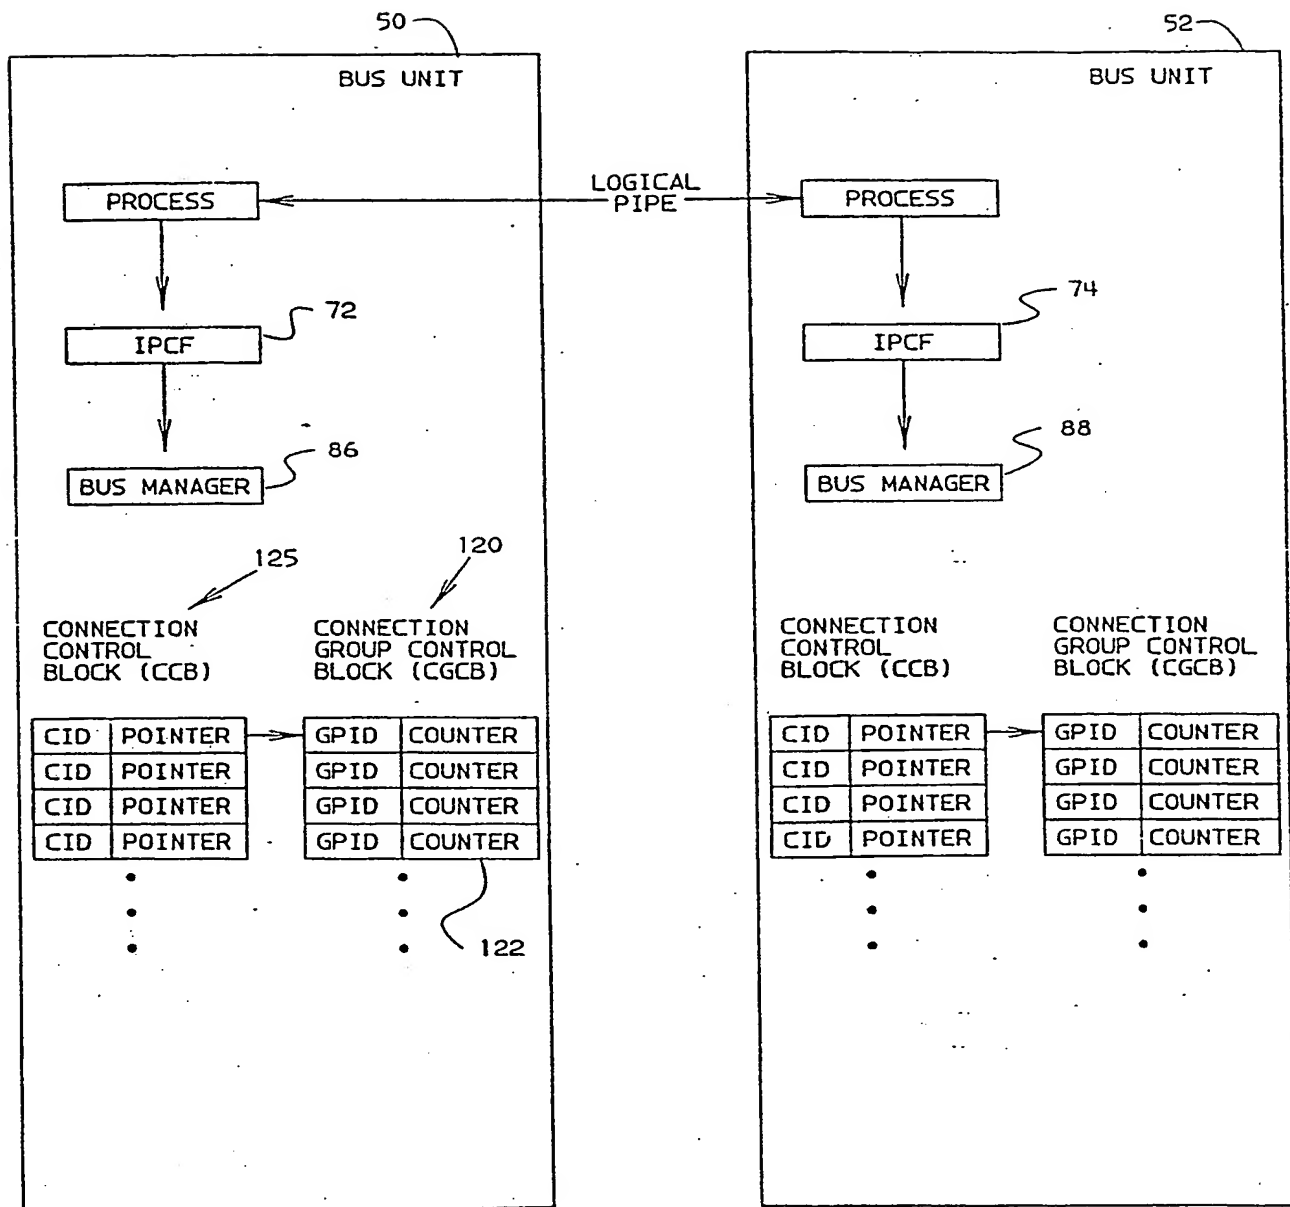 50
52
BUS UNIT
BUS UNIT
LOGICAL
PIPE
PROCESS
PROCESS
72
74
IPCF
IPCF
86
88
BUS MANAGER
BUS MANAGER
125
120
CONNECTION
CONTROL
BLOCK (CCB)
CONNECTION
GROUP CONTROL
BLOCK (CGCB)
CONNECTION
CONTROL
BLOCK (CCB)
CONNECTION
GROUP CONTROL
BLOCK (CGCB)
CID POINTER GPID COUNTER
CID POINTER GPID COUNTER
CID POINTER GPID COUNTER
CID POINTER GPID COUNTER
122
CID POINTER GPID COUNTER
CID POINTER GPID COUNTER
CID POINTER GPID COUNTER
CID POINTER GPID COUNTER